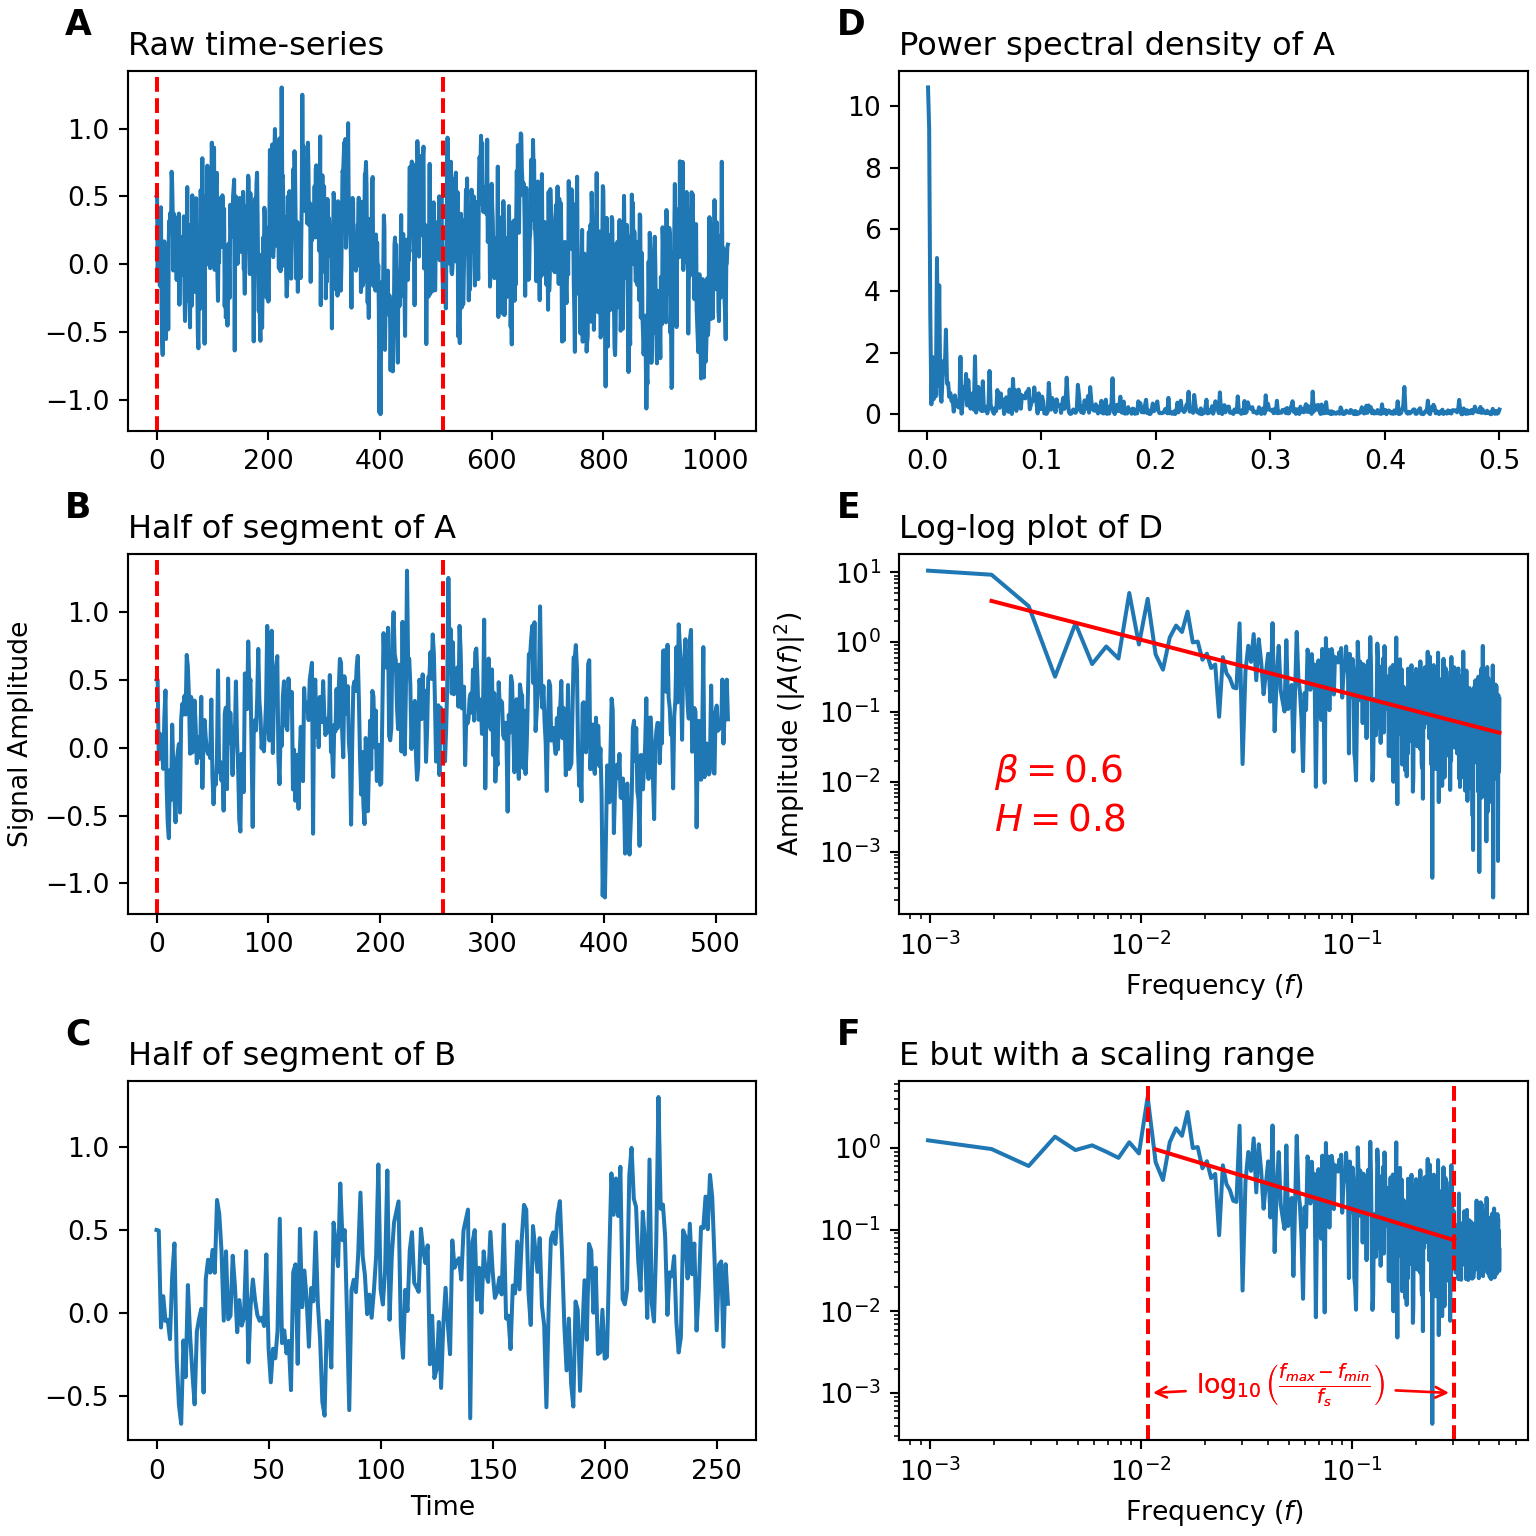 A
Raw time-series
1.0
0.5
0.0
−0.5
−1.0
0 200 400 600 800 1000
B
Half of segment of A
Signal Amplitude
1.0
0.5
0.0
−0.5
−1.0
0 100 200 300 400 500
C
Half of segment of B
1.0
0.5
0.0
−0.5
0 50 100 150 200 250
Time
D
Power spectral density of A
10
8
6
4
2
0
0.0 0.1 0.2 0.3 0.4 0.5
E
Log-log plot of D
Amplitude (|A(f)|²)
10¹
10⁰
10⁻¹
10⁻²
10⁻³
β = 0.6
H = 0.8
10⁻³ 10⁻² 10⁻¹
Frequency (f)
F
E but with a scaling range
10⁰
10⁻¹
10⁻²
10⁻³
log₁₀ (f_max − f_min / f_s)
10⁻³ 10⁻² 10⁻¹
Frequency (f)